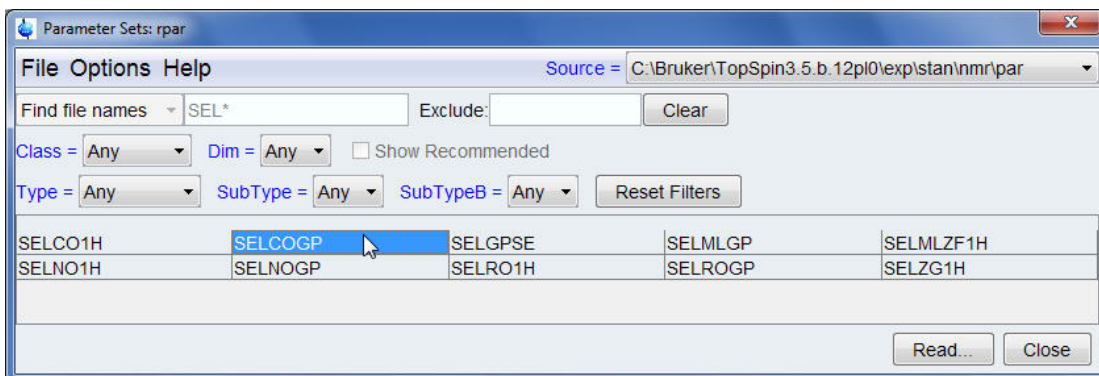 Parameter Sets: rpar
x
File Options Help Source = C:\Bruker\TopSpin3.5.b.12pl0\exp\stan\nmr\par
Find file names SEL* Exclude: Clear
Class = Any Dim = Any Show Recommended
Type = Any SubType = Any SubTypeB = Any Reset Filters
SELCO1H SELCOGP SELGPSE SELMLGP SELMLZF1H
SELNO1H SELNOGP SELRO1H SELROGP SELZG1H
Read... Close